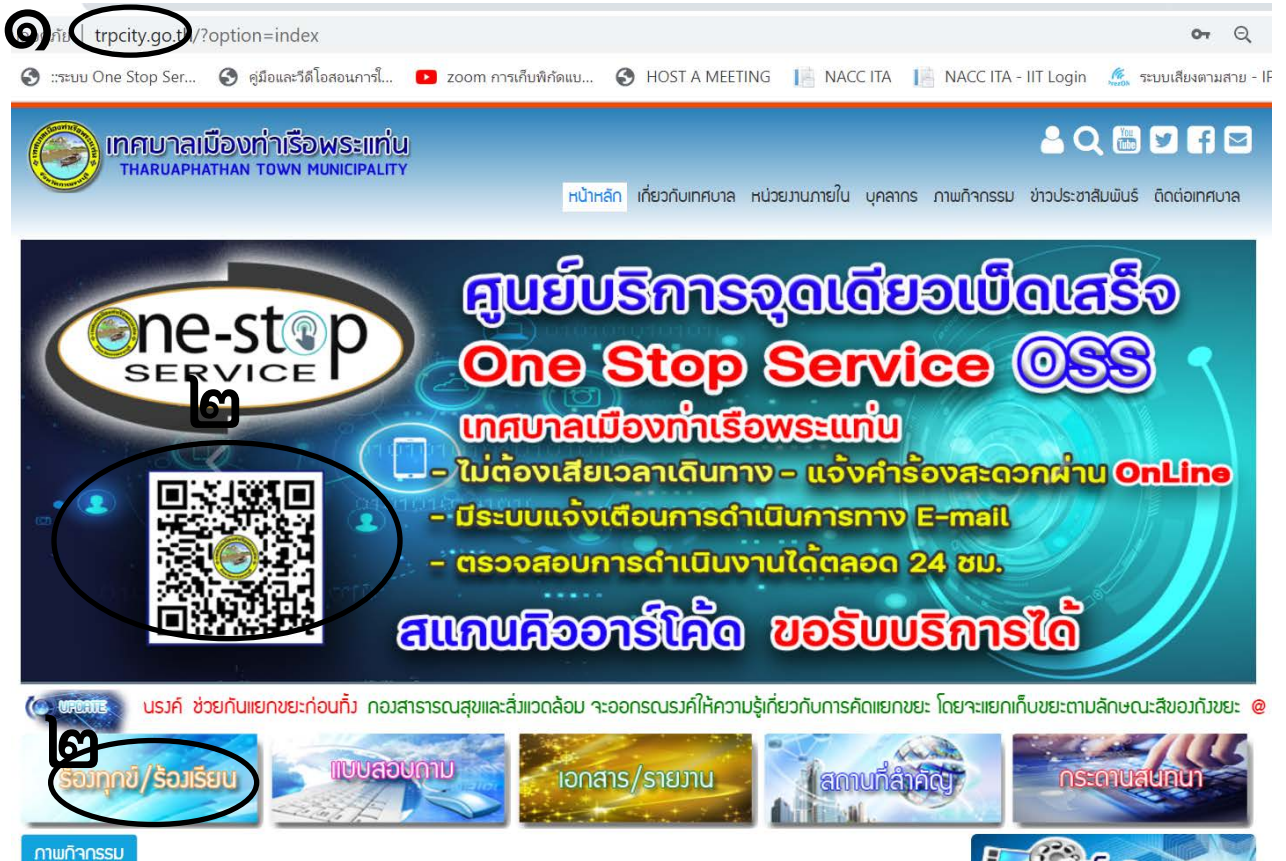 ๑
trpcity.go.th/?option=index
::ระบบ One Stop Ser... คู่มือและวีดีโอสอนการใ... zoom การเก็บพิกัดแบ... HOST A MEETING NACC ITA NACC ITA - IIT Login ระบบเสียงตามสาย - IF
เทศบาลเมืองท่าเรือพระแท่น
THARUAPHATHAN TOWN MUNICIPALITY
หน้าหลัก เกี่ยวกับเทศบาล หน่วยงานภายใน บุคลากร ภาพกิจกรรม ข่าวประชาสัมพันธ์ ติดต่อเทศบาล
One-stop
SERVICE
๒
ศูนย์บริการจุดเดียวเบ็ดเสร็จ
One Stop Service OSS
เทศบาลเมืองท่าเรือพระแท่น
- ไม่ต้องเสียเวลาเดินทาง - แจ้งคำร้องสะดวกผ่าน OnLine
- มีระบบแจ้งเตือนการดำเนินการทาง E-mail
- ตรวจสอบการดำเนินงานได้ตลอด 24 ชม.
สแกนคิวอาร์โค้ด ขอรับบริการได้
UPDATE นรงค์ ช่วยกันแยกขยะก่อนทิ้ง กองสาธารณสุขและสิ่งแวดล้อม จะออกรณรงค์ให้ความรู้เกี่ยวกับการคัดแยกขยะ โดยจะแยกเก็บขยะตามลักษณะสีของถังขยะ @
๒
ร้องทุกข์/ร้องเรียน แบบสอบถาม เอกสาร/รายงาน สถานที่สำคัญ กระดานสนทนา
ภาพกิจกรรม